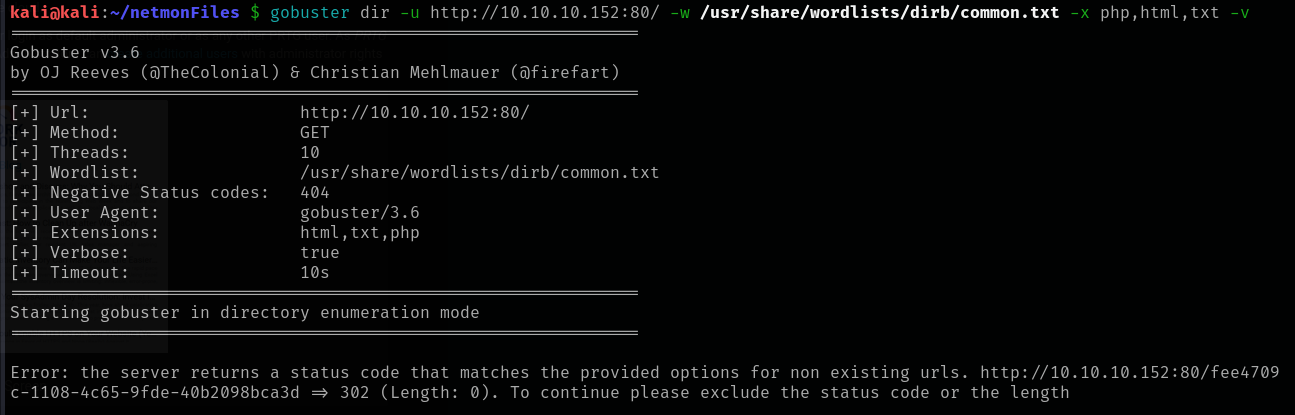 kali@kali:~/netmonFiles $ gobuster dir -u http://10.10.10.152:80/ -w /usr/share/wordlists/dirb/common.txt -x php,html,txt -v
===============================================================
Gobuster v3.6
by OJ Reeves (@TheColonial) & Christian Mehlmauer (@firefart)
===============================================================
[+] Url:                     http://10.10.10.152:80/
[+] Method:                  GET
[+] Threads:                 10
[+] Wordlist:                /usr/share/wordlists/dirb/common.txt
[+] Negative Status codes:   404
[+] User Agent:              gobuster/3.6
[+] Extensions:              html,txt,php
[+] Verbose:                 true
[+] Timeout:                 10s
===============================================================
Starting gobuster in directory enumeration mode
===============================================================
Error: the server returns a status code that matches the provided options for non existing urls. http://10.10.10.152:80/fee4709
c-1108-4c65-9fde-40b2098bca3d => 302 (Length: 0). To continue please exclude the status code or the length